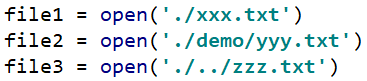 file1 = open('./xxx.txt')
file2 = open('./demo/yyy.txt')
file3 = open('./../zzz.txt')